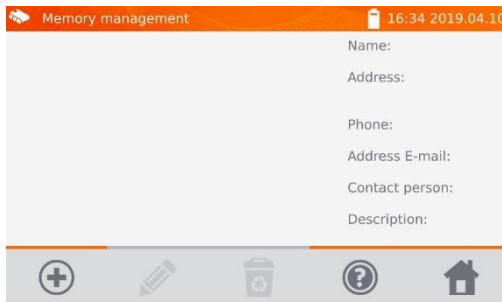 Memory management 16:34 2019.04.10
Name:
Address:
Phone:
Address E-mail:
Contact person:
Description: